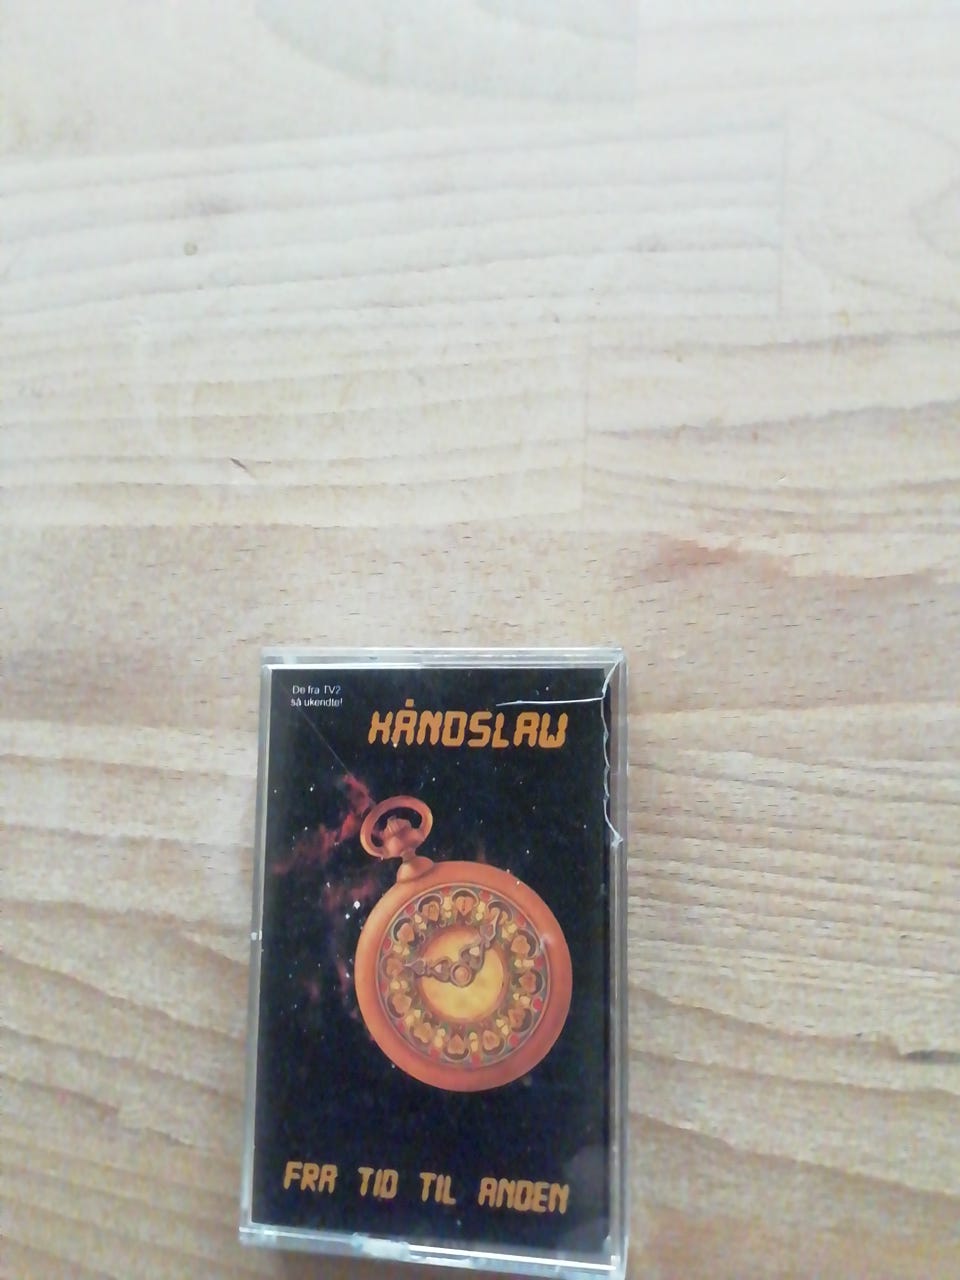 De fra TV2
så ukendte!
HÅNDSLAW
FRA TID TIL ANDEN